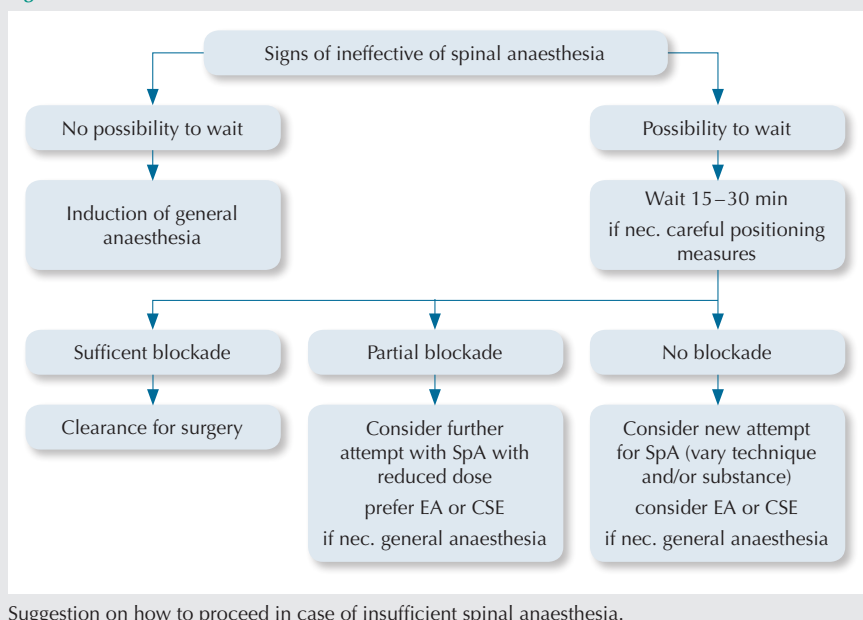 Signs of ineffective of spinal anaesthesia
No possibility to wait
Possibility to wait
Induction of general
anaesthesia
Wait 15–30 min
if nec. careful positioning
measures
Sufficent blockade
Partial blockade
No blockade
Clearance for surgery
Consider further
attempt with SpA with
reduced dose
prefer EA or CSE
if nec. general anaesthesia
Consider new attempt
for SpA (vary technique
and/or substance)
consider EA or CSE
if nec. general anaesthesia
Suggestion on how to proceed in case of insufficient spinal anaesthesia.